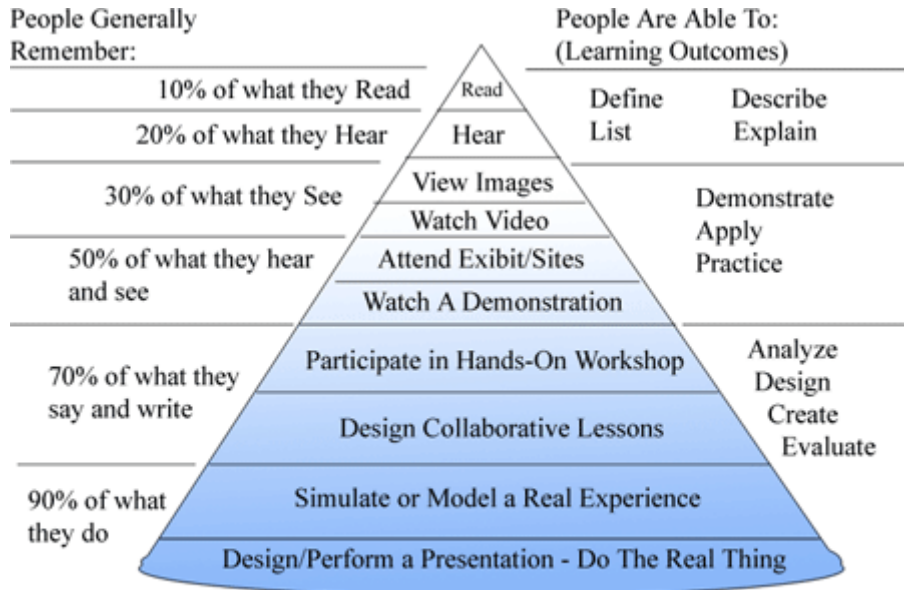 People Generally
Remember:
10% of what they Read
20% of what they Hear
30% of what they See
50% of what they hear
and see
70% of what they
say and write
90% of what
they do
Read
Hear
View Images
Watch Video
Attend Exibit/Sites
Watch A Demonstration
Participate in Hands-On Workshop
Design Collaborative Lessons
Simulate or Model a Real Experience
Design/Perform a Presentation - Do The Real Thing
People Are Able To:
(Learning Outcomes)
Define Describe
List Explain
Demonstrate
Apply
Practice
Analyze
Design
Create
Evaluate